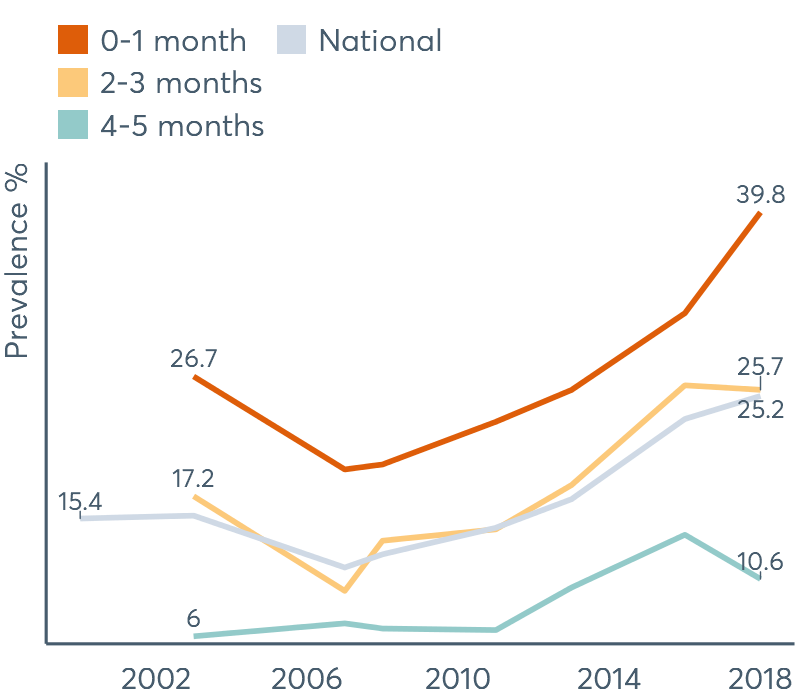 0-1 month
National
2-3 months
4-5 months
Prevalence %
39.8
26.7
25.7
25.2
17.2
15.4
10.6
6
2002 2006 2010 2014 2018